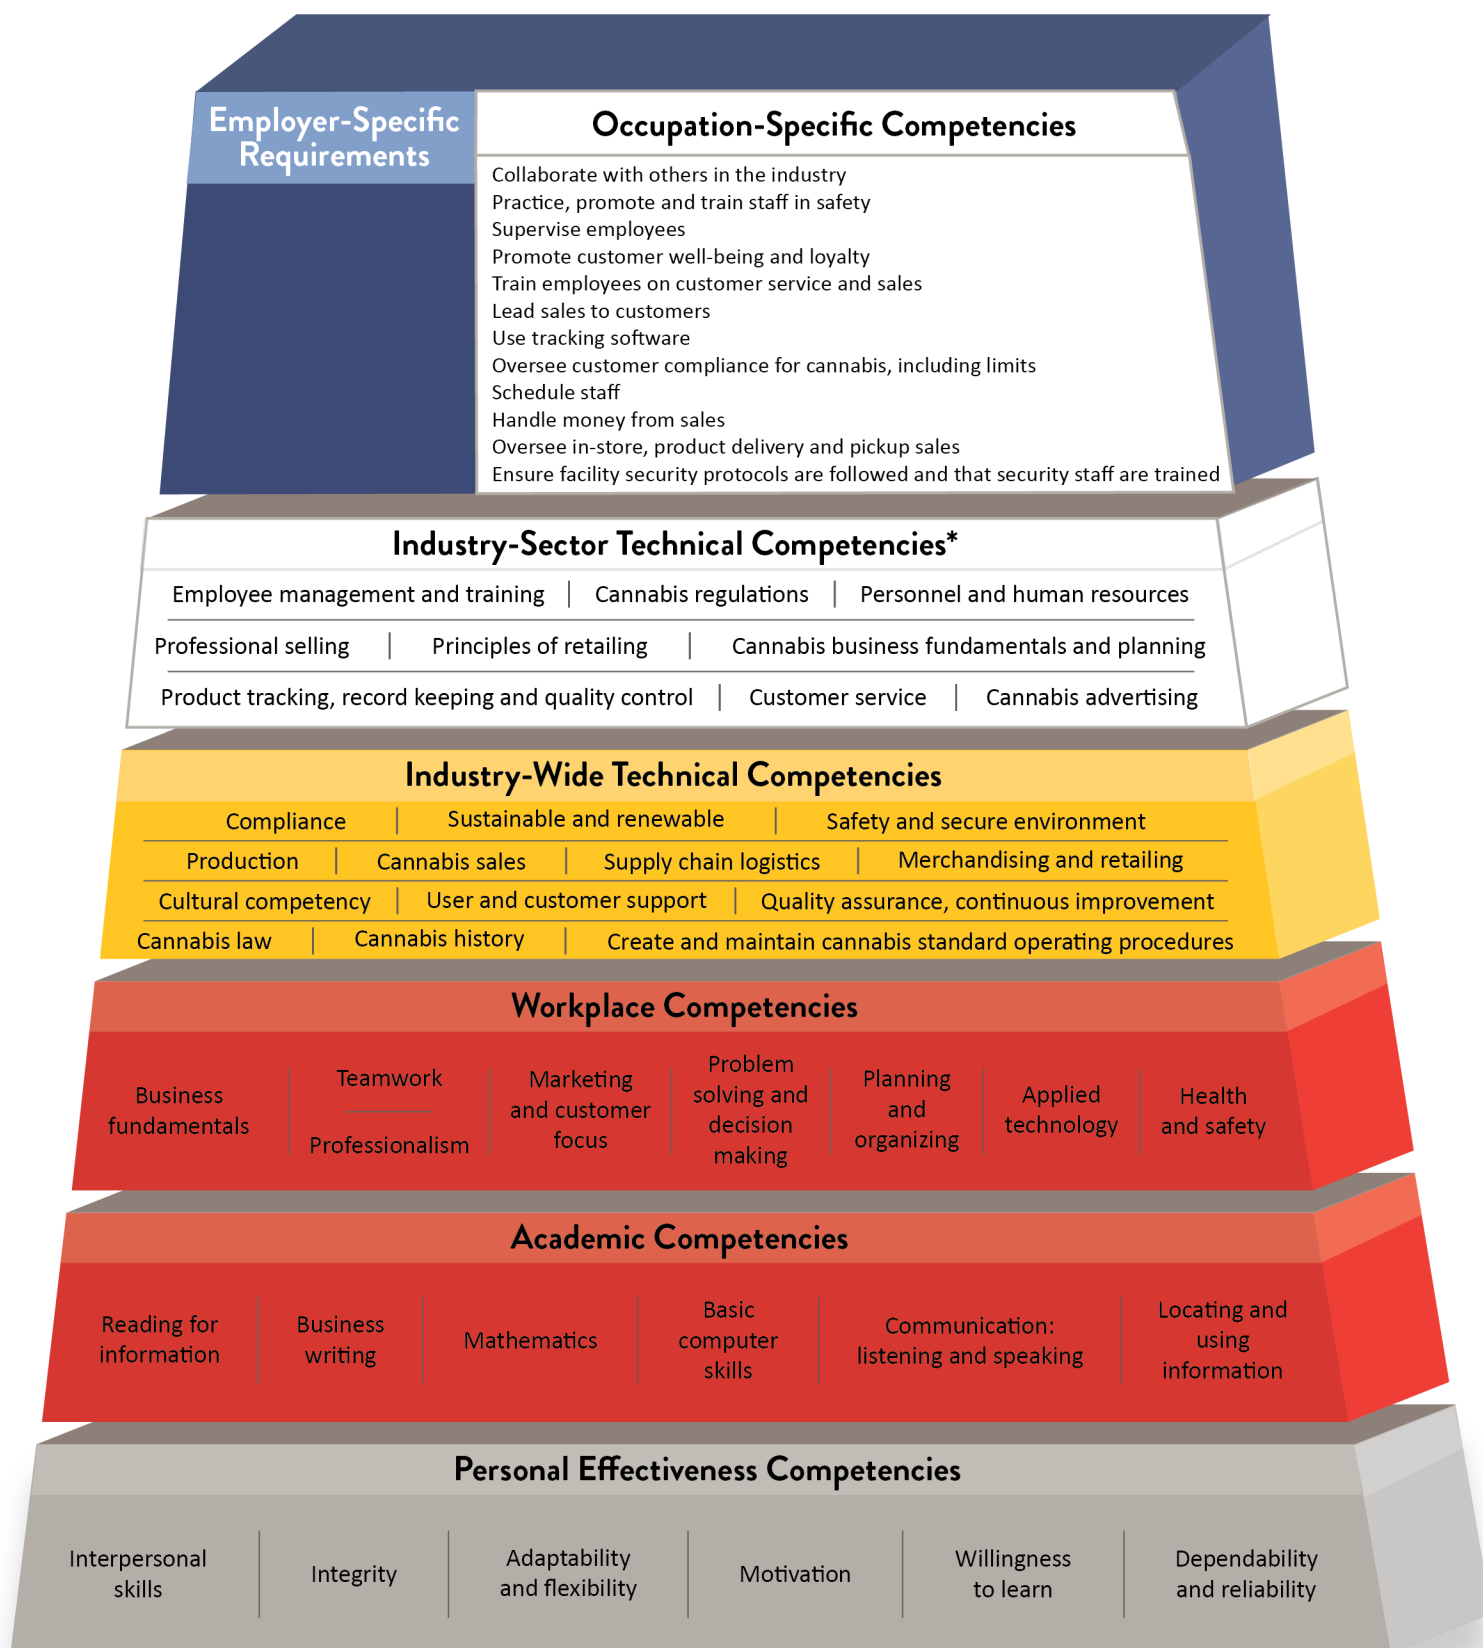 Employer-Specific
Requirements
Occupation-Specific Competencies
Collaborate with others in the industry
Practice, promote and train staff in safety
Supervise employees
Promote customer well-being and loyalty
Train employees on customer service and sales
Lead sales to customers
Use tracking software
Oversee customer compliance for cannabis, including limits
Schedule staff
Handle money from sales
Oversee in-store, product delivery and pickup sales
Ensure facility security protocols are followed and that security staff are trained
Industry-Sector Technical Competencies*
Employee management and training | Cannabis regulations | Personnel and human resources
Professional selling | Principles of retailing | Cannabis business fundamentals and planning
Product tracking, record keeping and quality control | Customer service | Cannabis advertising
Industry-Wide Technical Competencies
Compliance | Sustainable and renewable | Safety and secure environment
Production | Cannabis sales | Supply chain logistics | Merchandising and retailing
Cultural competency | User and customer support | Quality assurance, continuous improvement
Cannabis law | Cannabis history | Create and maintain cannabis standard operating procedures
Workplace Competencies
Business
fundamentals
Teamwork
Professionalism
Marketing
and customer
focus
Problem
solving and
decision
making
Planning
and
organizing
Applied
technology
Health
and safety
Academic Competencies
Reading for
information
Business
writing
Mathematics
Basic
computer
skills
Communication:
listening and speaking
Locating and
using
information
Personal Effectiveness Competencies
Interpersonal
skills
Integrity
Adaptability
and flexibility
Motivation
Willingness
to learn
Dependability
and reliability